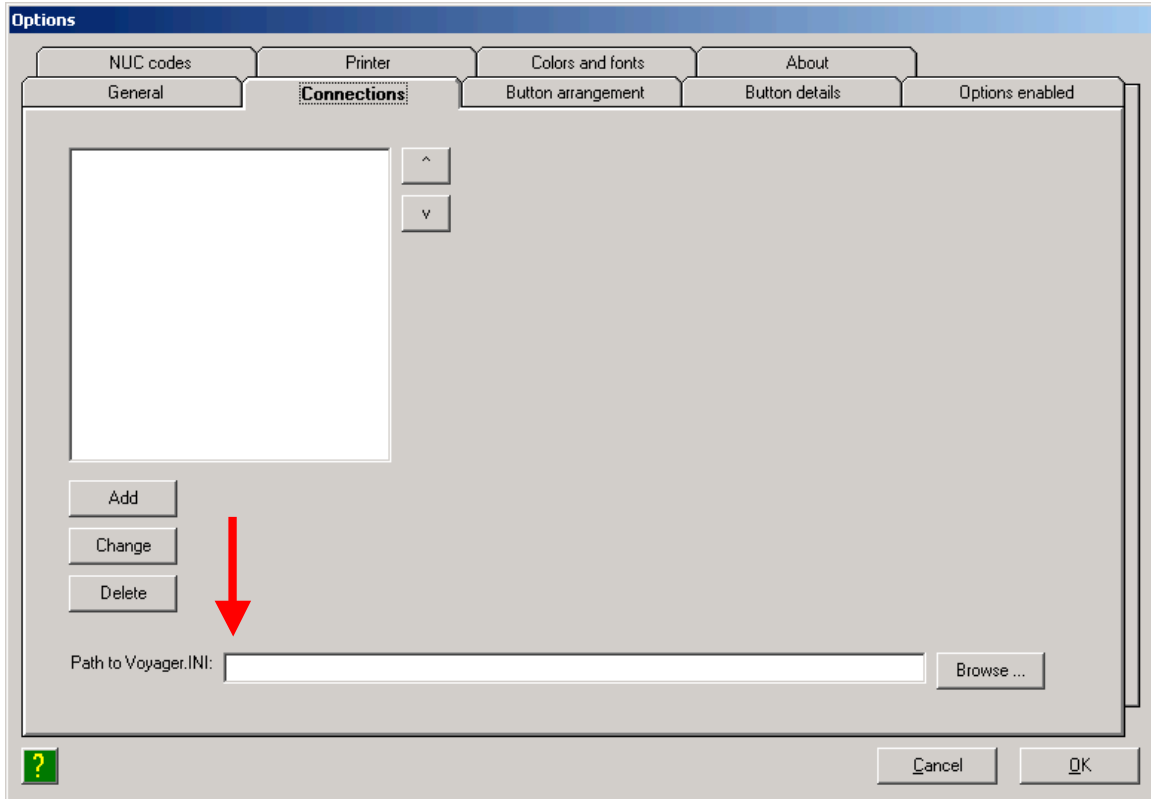 Options
NUC codes Printer Colors and fonts About
General Connections Button arrangement Button details Options enabled
^
v
Add
Change
Delete
Path to Voyager.INI: Browse ...
? Cancel OK